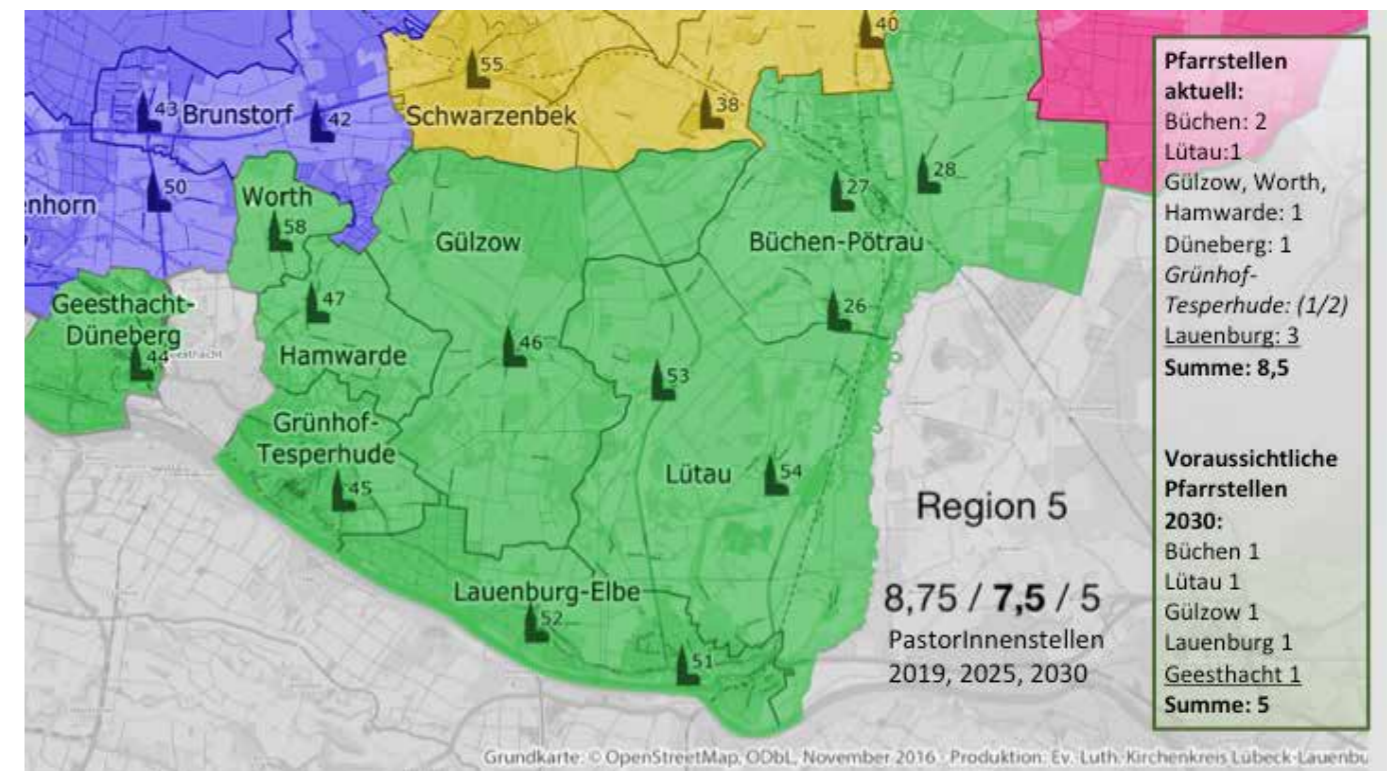 40
55
43 Brunstorf 42
Schwarzenbek
38
50
nhorn
Worth
58
28
27
Gülzow
Büchen-Pötrau
Geesthacht-
Düneberg
44
47
Hamwarde
46
26
53
Grünhof-
Tesperhude
45
Lütau 54
Lauenburg-Elbe
52
51
Region 5
8,75 / 7,5 / 5
PastorInnenstellen
2019, 2025, 2030
Pfarrstellen
aktuell:
Büchen: 2
Lütau:1
Gülzow, Worth,
Hamwarde: 1
Düneberg: 1
Grünhof-
Tesperhude: (1/2)
Lauenburg: 3
Summe: 8,5
Voraussichtliche
Pfarrstellen
2030:
Büchen 1
Lütau 1
Gülzow 1
Lauenburg 1
Geesthacht 1
Summe: 5
Grundkarte: © OpenStreetMap, ODbL, November 2016 - Produktion: Ev. Luth. Kirchenkreis Lübeck-Lauenbu